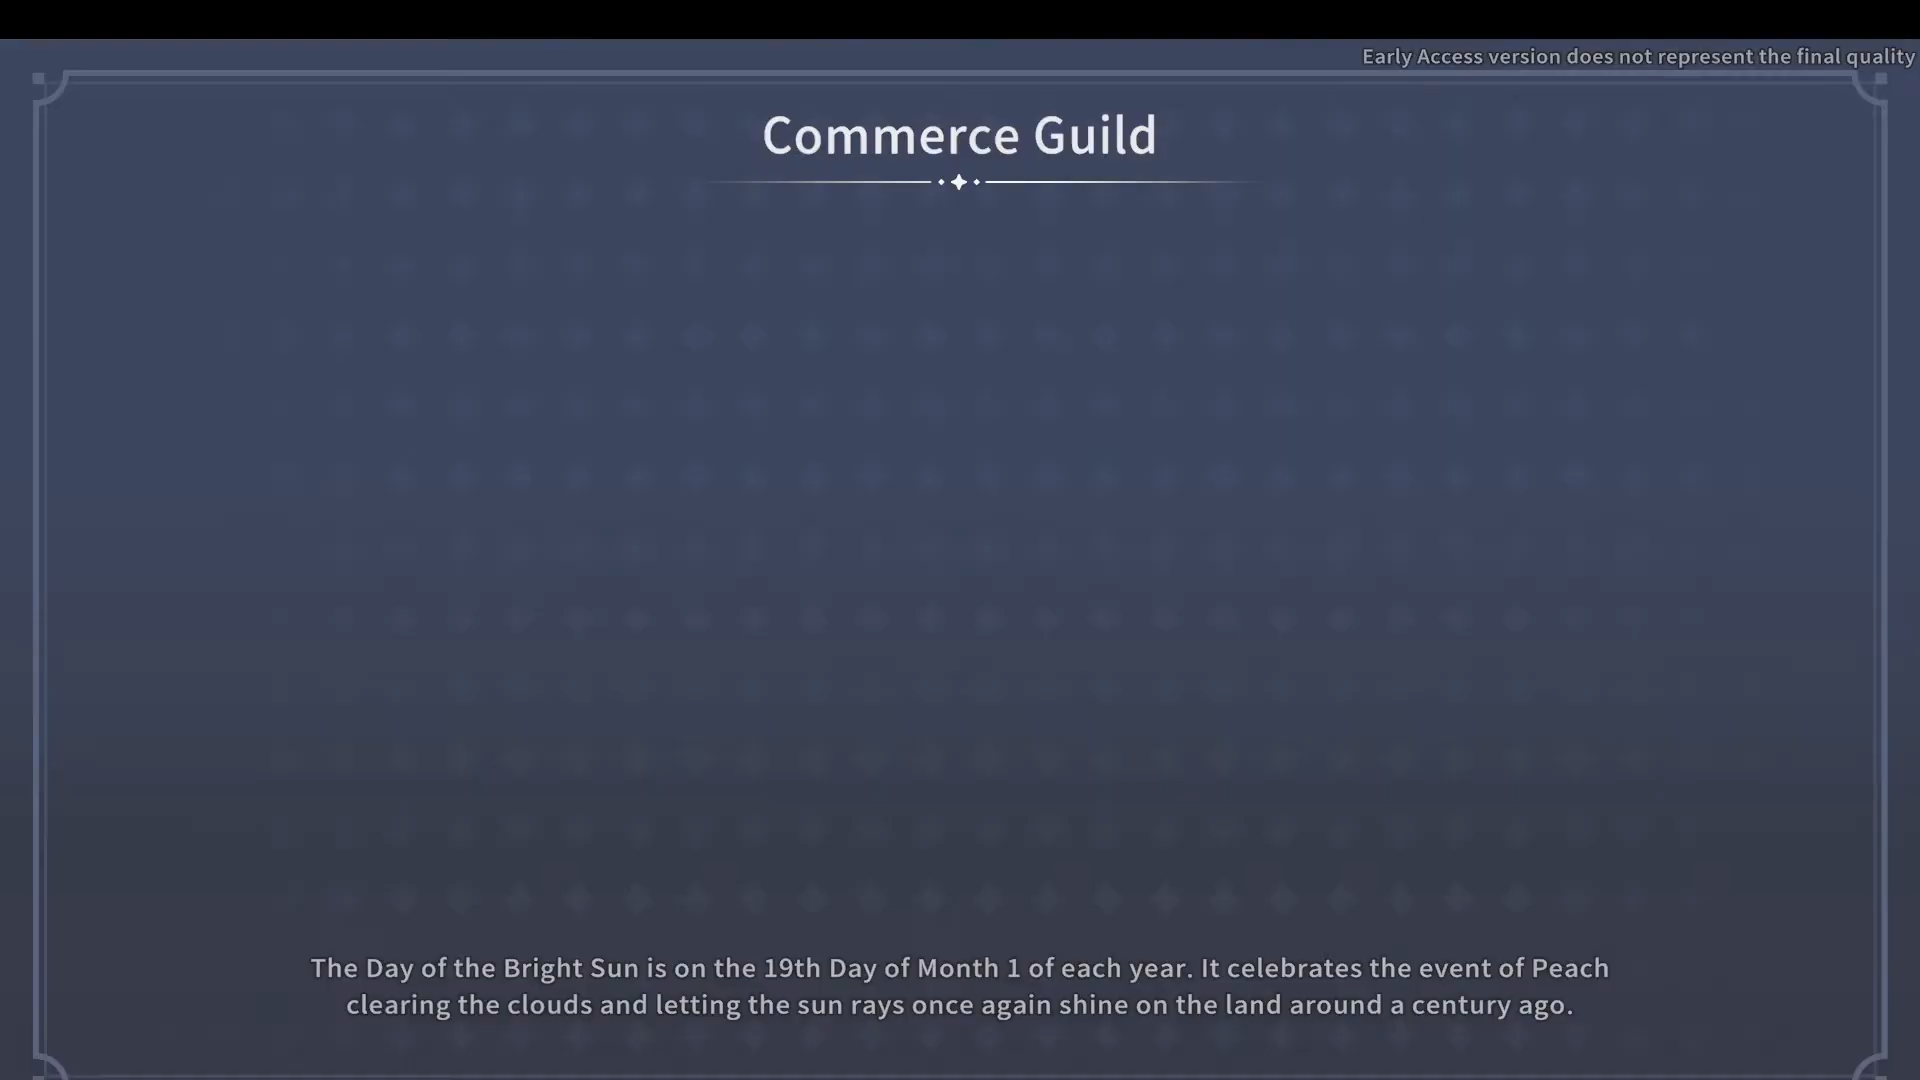 Early Access version does not represent the final quality
Commerce Guild
The Day of the Bright Sun is on the 19th Day of Month 1 of each year. It celebrates the event of Peach
clearing the clouds and letting the sun rays once again shine on the land around a century ago.